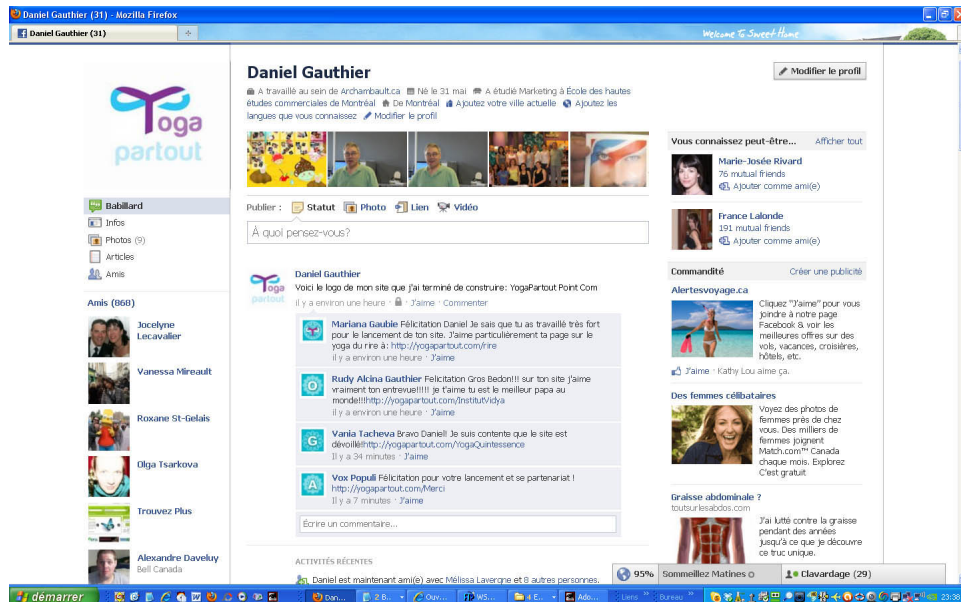 Daniel Gauthier (31) - Mozilla Firefox
Daniel Gauthier (31)
Welcome To Sweet Home
Yoga
partout
Daniel Gauthier
Modifier le profil
A travaillé au sein de Archambault.ca Né le 31 mai A étudié Marketing à École des hautes
études commerciales de Montréal De Montréal Ajoutez votre ville actuelle Ajoutez les
langues que vous connaissez Modifier le profil
Babillard
Infos
Photos (9)
Articles
Amis
Amis (868)
Jocelyne
Lecavalier
Vanessa Mireault
Roxane St-Gelais
Olga Tsarkova
Trouvez Plus
Alexandre Daveluy
Bell Canada
Publier : Statut Photo Lien Vidéo
À quoi pensez-vous?
Yoga
partout
Daniel Gauthier
Voici le logo de mon site que j'ai terminé de construire: YogaPartout Point Com
il y a environ une heure · J'aime · Commenter
Mariana Gaubie Félicitation Daniel Je sais que tu as travaillé très fort
pour le lancement de ton site. J'aime particulièrement ta page sur le
yoga du rire à: http://yogapartout.com/rire
il y a environ une heure · J'aime
Rudy Alcina Gauthier Felicitation Gros Bedon!!! sur ton site j'aime
vraiment ton entrevue!!!!! je t'aime tu est le meilleur papa au
monde!!!http://yogapartout.com/InstitutVidya
il y a environ une heure · J'aime
G
Vania Tacheva Bravo Daniel! Je suis contente que le site est
dévoilé!http://yogapartout.com/YogaQuintessence
Il y a 34 minutes · J'aime
A
Vox Populi Félicitation pour votre lancement et se partenariat !
http://yogapartout.com/Merci
Il y a 7 minutes · J'aime
Écrire un commentaire...
ACTIVITÉS RÉCENTES
Daniel est maintenant ami(e) avec Mélissa Lavergne et 8 autres personnes.
Vous connaissez peut-être... Afficher tout
Marie-Josée Rivard
76 mutual friends
Ajouter comme ami(e)
France Lalonde
191 mutual friends
Ajouter comme ami(e)
Commandité Créer une publicité
Alertesvoyage.ca
Cliquez "J'aime" pour vous
joindre à notre page
Facebook & voir les
meilleures offres sur des
vols, vacances, croisières,
hôtels, etc.
J'aime · Kathy Lou aime ça.
Des femmes célibataires
Voyez des photos de
femmes près de chez
vous. Des milliers de
femmes joignent
Match.com™ Canada
chaque mois. Explorez
C'est gratuit
Graisse abdominale ?
toutsurlesabdos.com
J'ai lutté contre la graisse
pendant des années
jusqu'à ce que je découvre
ce truc unique.
95% Sommeillez Matines
Clavardage (29)
démarrer
Dan...
2 B..
Ouv...
WS...
4 E..
Ado...
Liens
Bureau
23:38